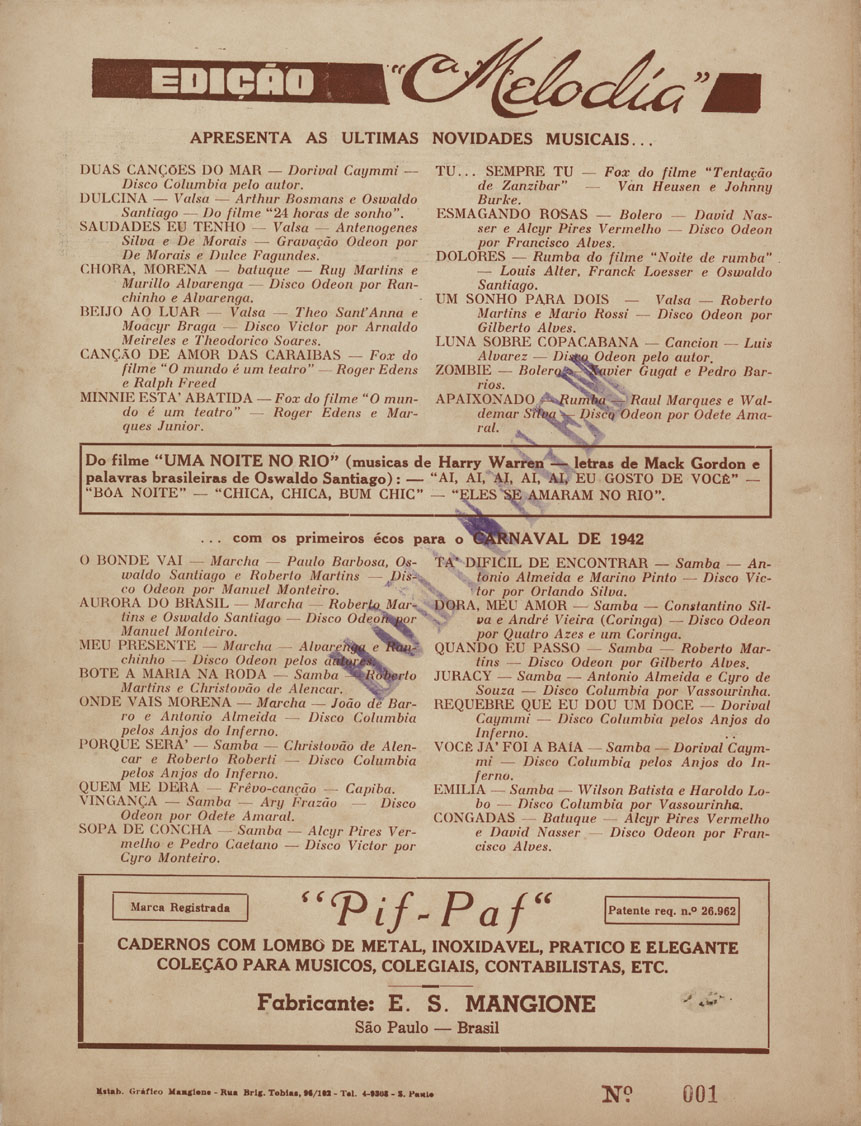 EDIÇÃO "A Melodia"
APRESENTA AS ULTIMAS NOVIDADES MUSICAIS...
DUAS CANÇÕES DO MAR — Dorival Caymmi —
Disco Columbia pelo autor.
DULCINA — Valsa — Arthur Bosmans e Oswaldo
Santiago — Do filme "24 horas de sonho".
SAUDADES EU TENHO — Valsa — Antenogenes
Silva e De Morais — Gravação Odeon por
De Morais e Dulce Fagundes.
CHORA, MORENA — batuque — Ruy Martins e
Murillo Alvarenga — Disco Odeon por Ran-
chinho e Alvarenga.
BEIJO AO LUAR — Valsa — Theo Sant'Anna e
Moacyr Braga — Disco Victor por Arnaldo
Meireles e Theodorico Soares.
CANÇÃO DE AMOR DAS CARAIBAS — Fox do
filme "O mundo é um teatro" — Roger Edens
e Ralph Freed
MINNIE ESTA' ABATIDA — Fox do filme "O mun-
do é um teatro" — Roger Edens e Mar-
ques Junior.
TU... SEMPRE TU — Fox do filme "Tentação
de Zanzibar" — Van Heusen e Johnny
Burke.
ESMAGANDO ROSAS — Bolero — David Nas-
ser e Alcyr Pires Vermelho — Disco Odeon
por Francisco Alves.
DOLORES — Rumba do filme "Noite de rumba"
— Louis Alter, Franck Loesser e Oswaldo
Santiago.
UM SONHO PARA DOIS — Valsa — Roberto
Martins e Mario Rossi — Disco Odeon por
Gilberto Alves.
LUNA SOBRE COPACABANA — Cancion — Luis
Alvarez — Disco Odeon pelo autor.
ZOMBIE — Bolero — Xavier Gugat e Pedro Bar-
rios.
APAIXONADO — Rumba — Raul Marques e Wal-
demar Silva — Disco Odeon por Odete Ama-
ral.
Do filme "UMA NOITE NO RIO" (musicas de Harry Warren — letras de Mack Gordon e
palavras brasileiras de Oswaldo Santiago): — "AI, AI, AI, AI, AI, EU GOSTO DE VOCÊ" —
"BÔA NOITE" — "CHICA, CHICA, BUM CHIC" — "ELES SE AMARAM NO RIO".
HOMENAGEM
... com os primeiros écos para o CARNAVAL DE 1942
O BONDE VAI — Marcha — Paulo Barbosa, Os-
waldo Santiago e Roberto Martins — Dis-
co Odeon por Manuel Monteiro.
AURORA DO BRASIL — Marcha — Roberto Mar-
tins e Oswaldo Santiago — Disco Odeon por
Manuel Monteiro.
MEU PRESENTE — Marcha — Alvarenga e Ran-
chinho — Disco Odeon pelos autores.
BOTE A MARIA NA RODA — Samba — Roberto
Martins e Christovão de Alencar.
ONDE VAIS MORENA — Marcha — João de Bar-
ro e Antonio Almeida — Disco Columbia
pelos Anjos do Inferno.
PORQUE SERA' — Samba — Christovão de Alen-
car e Roberto Roberti — Disco Columbia
pelos Anjos do Inferno.
QUEM ME DERA — Frêvo-canção — Capiba.
VINGANÇA — Samba — Ary Frazão — Disco
Odeon por Odete Amaral.
SOPA DE CONCHA — Samba — Alcyr Pires Ver-
melho e Pedro Caetano — Disco Victor por
Cyro Monteiro.
TA' DIFICIL DE ENCONTRAR — Samba — An-
tonio Almeida e Marino Pinto — Disco Vic-
tor por Orlando Silva.
DORA, MEU AMOR — Samba — Constantino Sil-
va e André Vieira (Coringa) — Disco Odeon
por Quatro Azes e um Coringa.
QUANDO EU PASSO — Samba — Roberto Mar-
tins — Disco Odeon por Gilberto Alves.
JURACY — Samba — Antonio Almeida e Cyro de
Souza — Disco Columbia por Vassourinha.
REQUEBRE QUE EU DOU UM DOCE — Dorival
Caymmi — Disco Columbia pelos Anjos do
Inferno.
VOCÊ JA' FOI A BAÍA — Samba — Dorival Caym-
mi — Disco Columbia pelos Anjos do In-
ferno.
EMILIA — Samba — Wilson Batista e Haroldo Lo-
bo — Disco Columbia por Vassourinha.
CONGADAS — Batuque — Alcyr Pires Vermelho
e David Nasser — Disco Odeon por Fran-
cisco Alves.
Marca Registrada
"Pif-Paf"
Patente req. n.º 26.962
CADERNOS COM LOMBO DE METAL, INOXIDAVEL, PRATICO E ELEGANTE
COLEÇÃO PARA MUSICOS, COLEGIAIS, CONTABILISTAS, ETC.
Fabricante: E. S. MANGIONE
São Paulo — Brasil
Estab. Gráfico Mangione - Rua Brig. Tobias, 96/102 - Tel. 4-9303 - S. Paulo
Nº 001